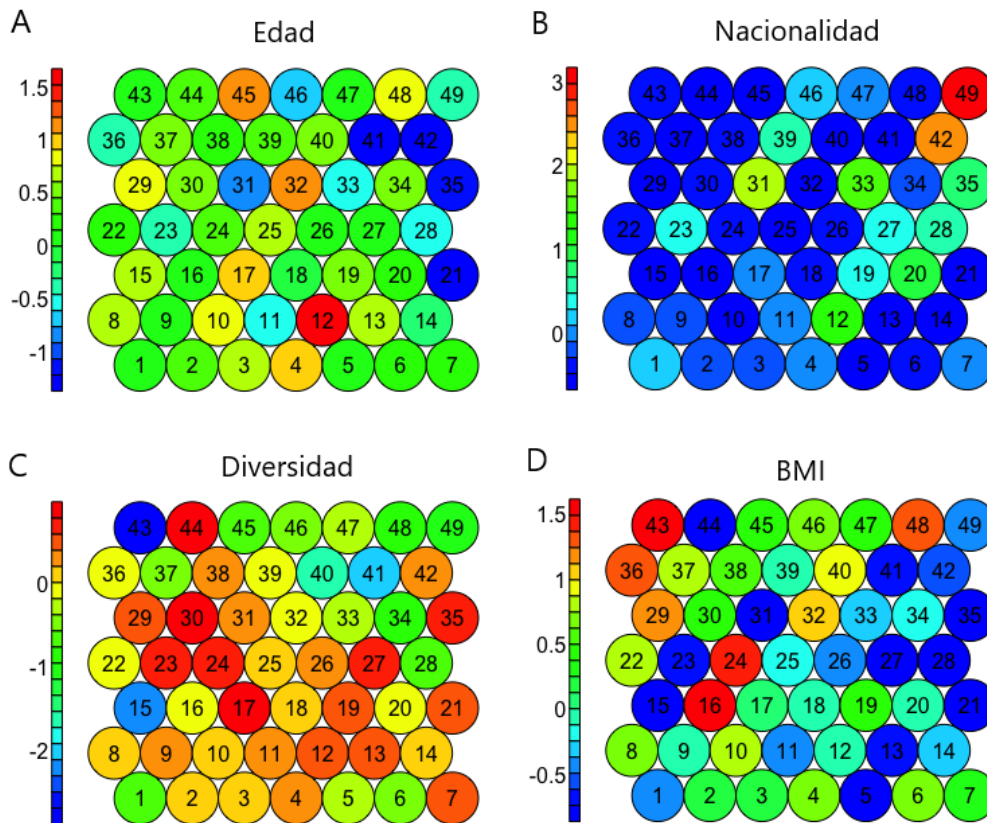 A
Edad
1.5
1
0.5
0
-0.5
-1
43 44 45 46 47 48 49
36 37 38 39 40 41 42
29 30 31 32 33 34 35
22 23 24 25 26 27 28
15 16 17 18 19 20 21
8 9 10 11 12 13 14
1 2 3 4 5 6 7
B
Nacionalidad
3
2
1
0
43 44 45 46 47 48 49
36 37 38 39 40 41 42
29 30 31 32 33 34 35
22 23 24 25 26 27 28
15 16 17 18 19 20 21
8 9 10 11 12 13 14
1 2 3 4 5 6 7
C
Diversidad
0
-1
-2
43 44 45 46 47 48 49
36 37 38 39 40 41 42
29 30 31 32 33 34 35
22 23 24 25 26 27 28
15 16 17 18 19 20 21
8 9 10 11 12 13 14
1 2 3 4 5 6 7
D
BMI
1.5
1
0.5
0
-0.5
43 44 45 46 47 48 49
36 37 38 39 40 41 42
29 30 31 32 33 34 35
22 23 24 25 26 27 28
15 16 17 18 19 20 21
8 9 10 11 12 13 14
1 2 3 4 5 6 7